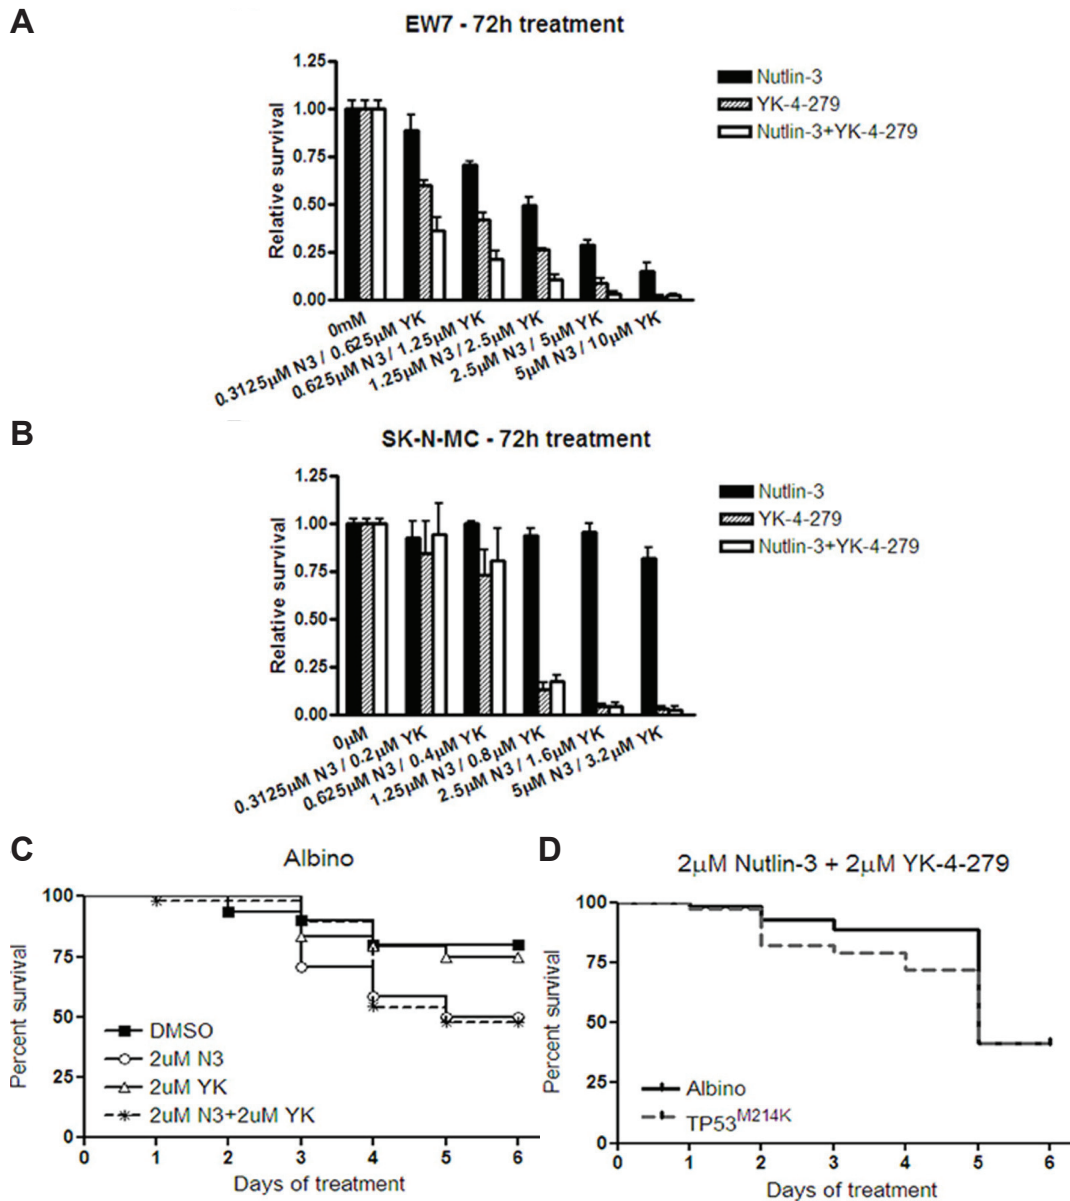 A
EW7 - 72h treatment
1.25
1.00
0.75
0.50
0.25
0.00
Relative survival
Nutlin-3
YK-4-279
Nutlin-3+YK-4-279
0mM
0.3125µM N3 / 0.625µM YK
0.625µM N3 / 1.25µM YK
1.25µM N3 / 2.5µM YK
2.5µM N3 / 5µM YK
5µM N3 / 10µM YK
B
SK-N-MC - 72h treatment
1.25
1.00
0.75
0.50
0.25
0.00
Relative survival
Nutlin-3
YK-4-279
Nutlin-3+YK-4-279
0µM
0.3125µM N3 / 0.2µM YK
0.625µM N3 / 0.4µM YK
1.25µM N3 / 0.8µM YK
2.5µM N3 / 1.6µM YK
5µM N3 / 3.2µM YK
C
Albino
100
75
50
25
0
Percent survival
DMSO
2uM N3
2uM YK
2uM N3+2uM YK
0 1 2 3 4 5 6
Days of treatment
D
2µM Nutlin-3 + 2µM YK-4-279
100
75
50
25
0
Percent survival
Albino
TP53M214K
0 1 2 3 4 5 6
Days of treatment